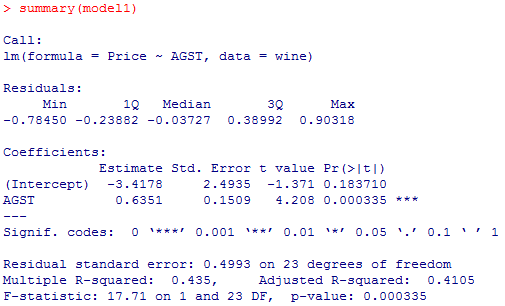 > summary(model1)
Call:
lm(formula = Price ~ AGST, data = wine)
Residuals:
     Min       1Q   Median       3Q      Max
-0.78450 -0.23882 -0.03727  0.38992  0.90318
Coefficients:
            Estimate Std. Error t value Pr(>|t|)
(Intercept)  -3.4178     2.4935  -1.371 0.183710
AGST          0.6351     0.1509   4.208 0.000335 ***
---
Signif. codes:  0 ‘***’ 0.001 ‘**’ 0.01 ‘*’ 0.05 ‘.’ 0.1 ‘ ’ 1
Residual standard error: 0.4993 on 23 degrees of freedom
Multiple R-squared:  0.435,     Adjusted R-squared:  0.4105
F-statistic: 17.71 on 1 and 23 DF,  p-value: 0.000335